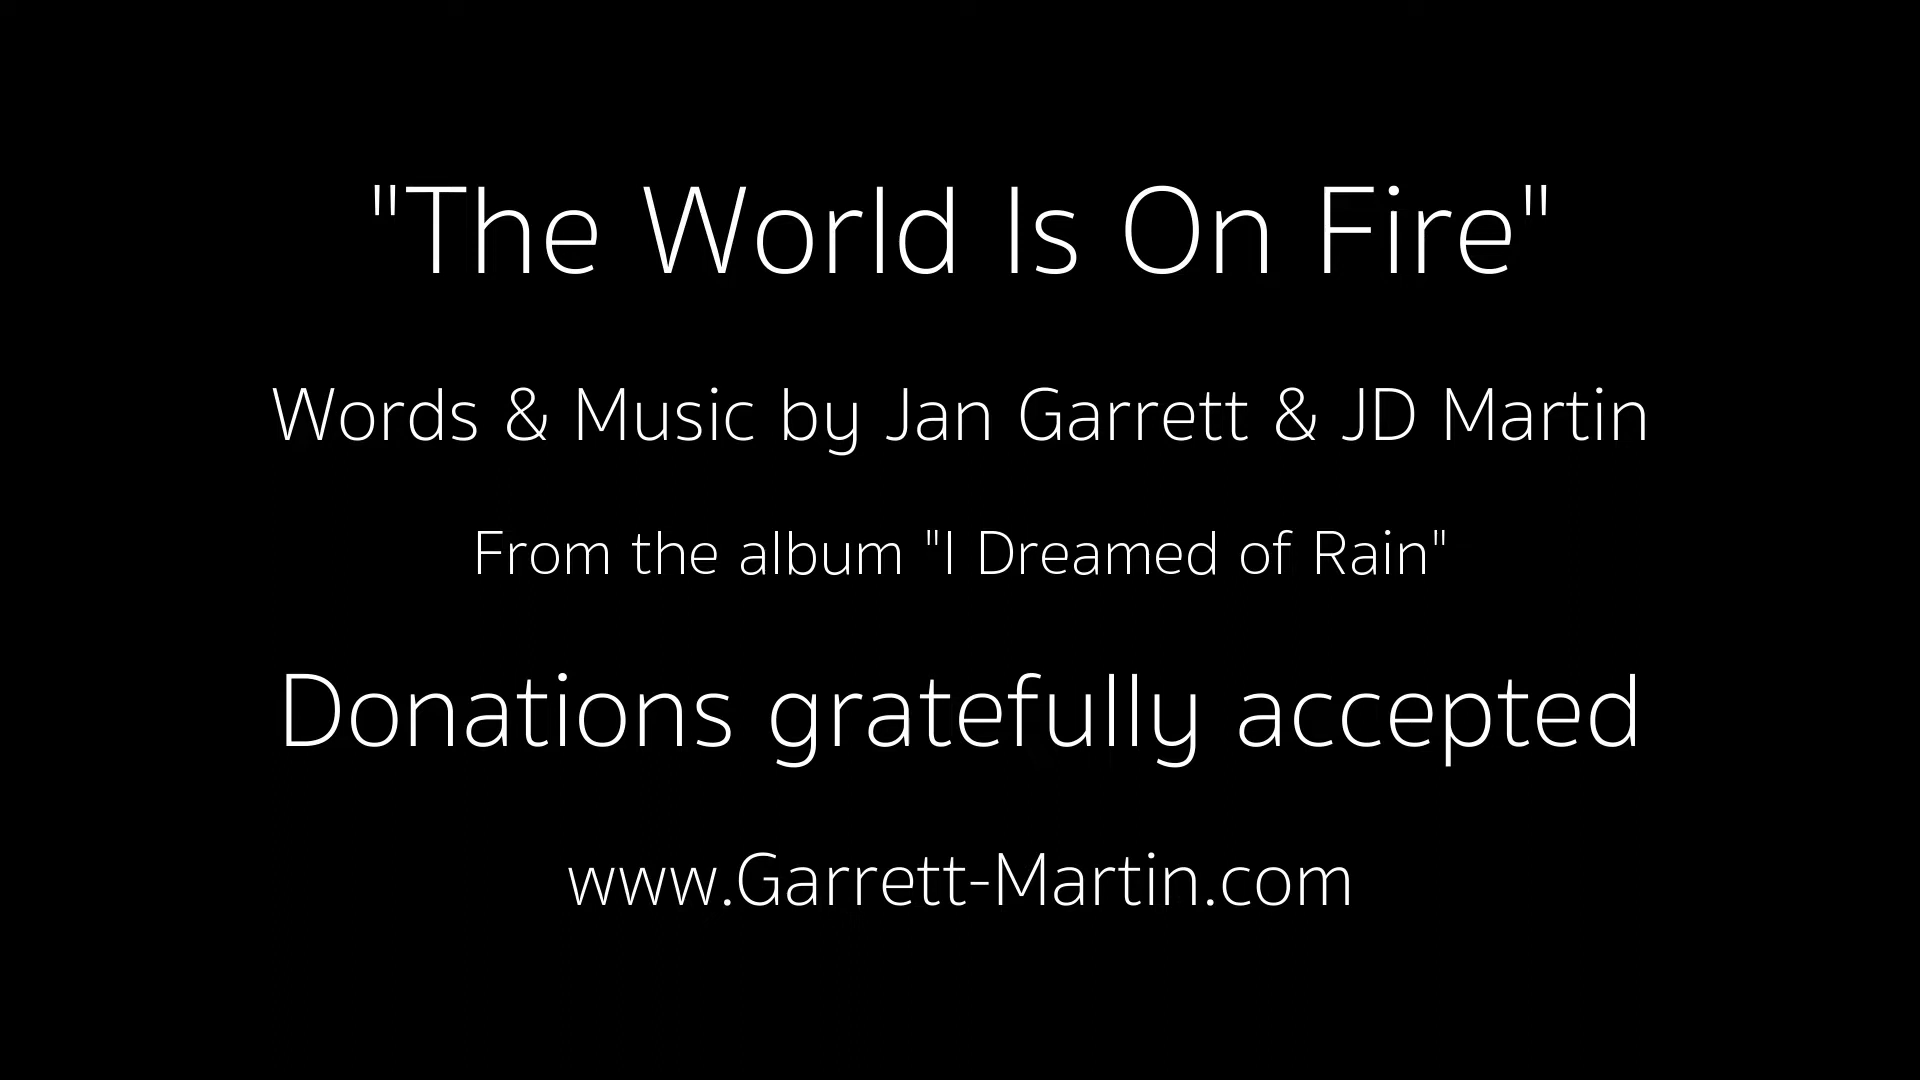 "The World Is On Fire"
Words & Music by Jan Garrett & JD Martin
From the album "I Dreamed of Rain"
Donations gratefully accepted
www.Garrett-Martin.com